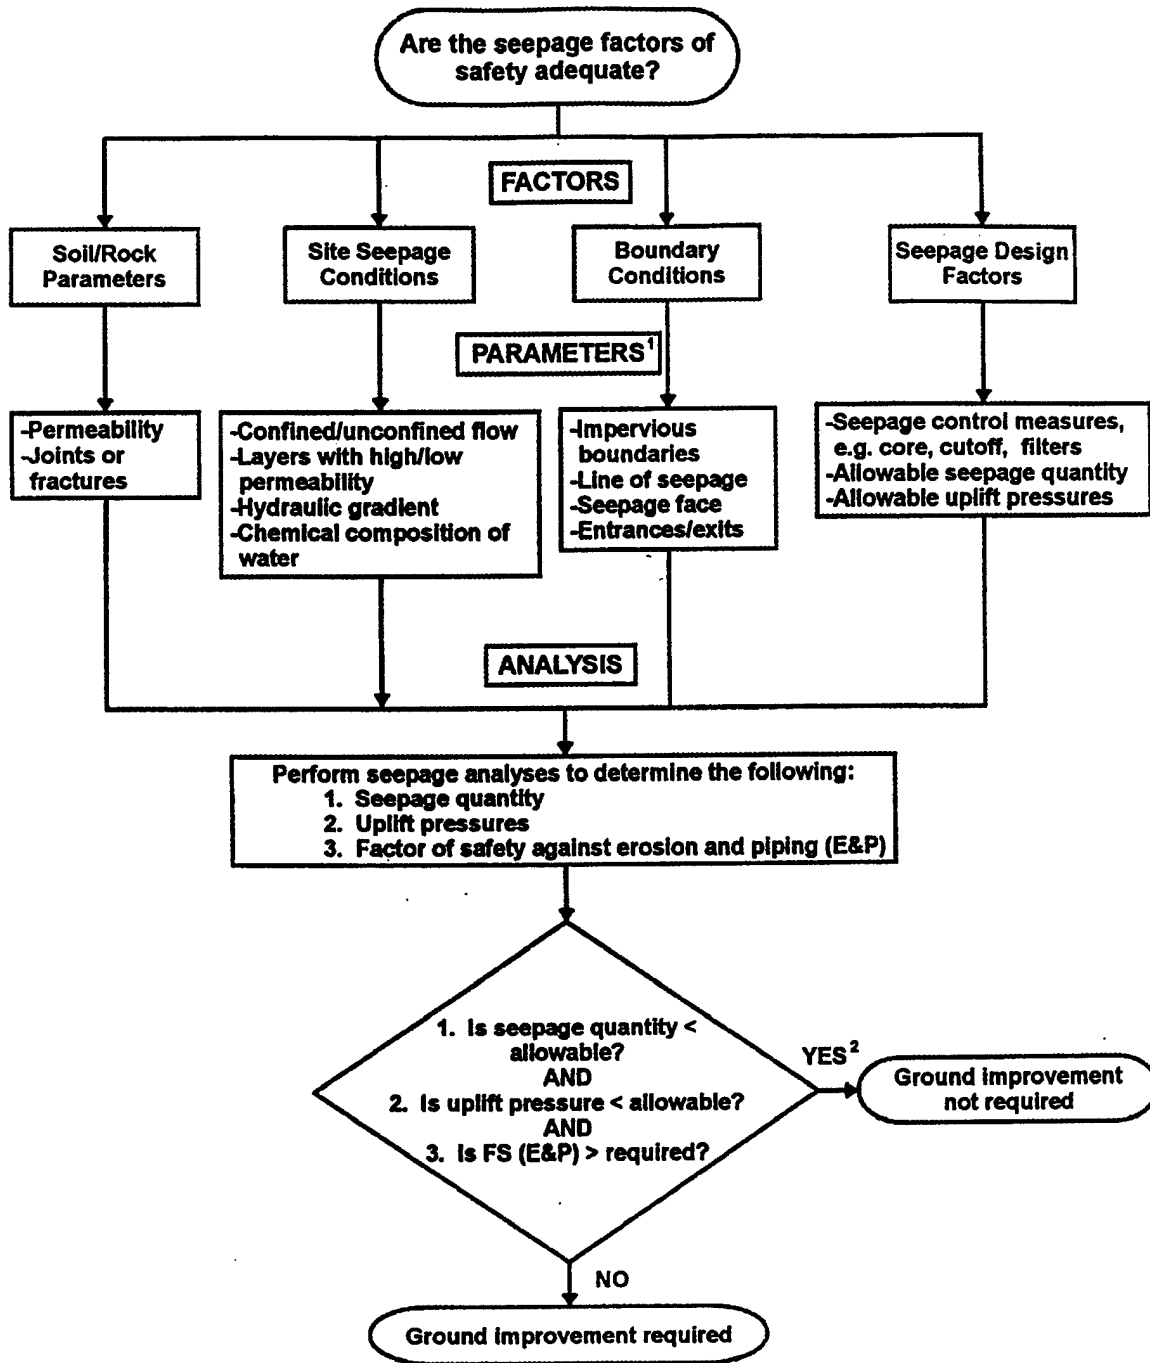 Are the seepage factors of
safety adequate?
FACTORS
Soil/Rock
Parameters
Site Seepage
Conditions
Boundary
Conditions
Seepage Design
Factors
PARAMETERS¹
-Permeability
-Joints or
fractures
-Confined/unconfined flow
-Layers with high/low
permeability
-Hydraulic gradient
-Chemical composition of
water
-Impervious
boundaries
-Line of seepage
-Seepage face
-Entrances/exits
-Seepage control measures,
e.g. core, cutoff, filters
-Allowable seepage quantity
-Allowable uplift pressures
ANALYSIS
Perform seepage analyses to determine the following:
1. Seepage quantity
2. Uplift pressures
3. Factor of safety against erosion and piping (E&P)
1. Is seepage quantity <
allowable?
AND
2. Is uplift pressure < allowable?
AND
3. Is FS (E&P) > required?
YES²
Ground improvement
not required
NO
Ground improvement required